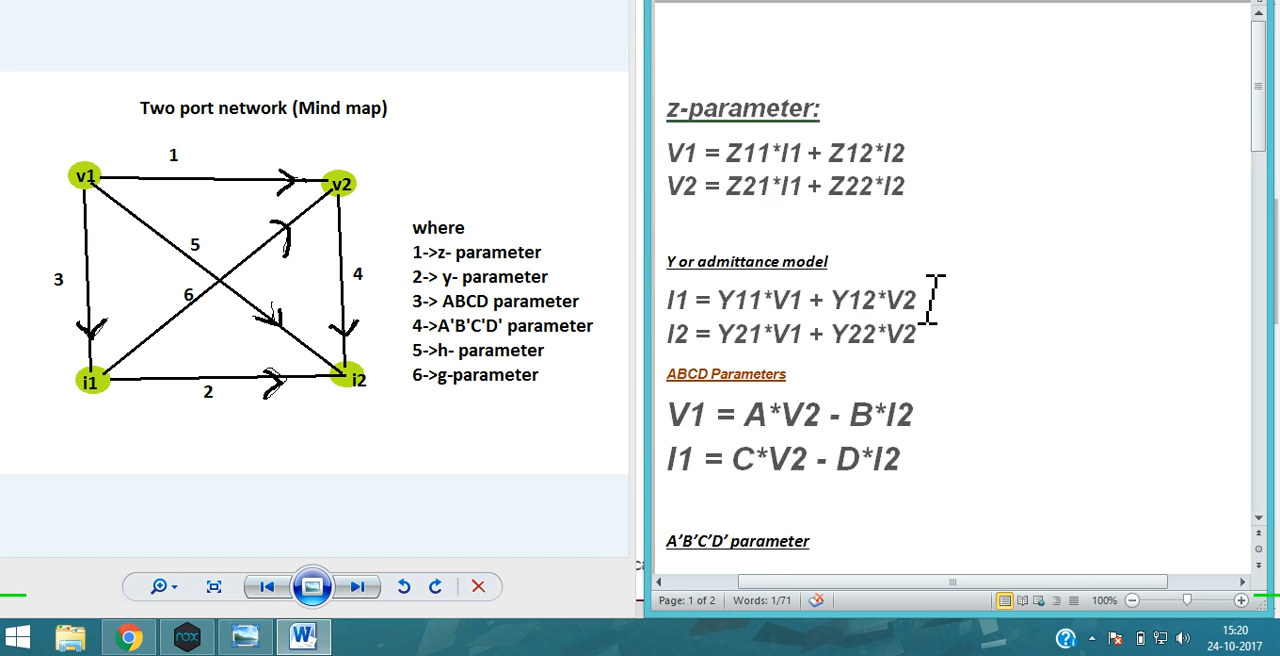 Two port network (Mind map)
1
v1
v2
5
3
4
6
i1
i2
2
where
1->z- parameter
2-> y- parameter
3-> ABCD parameter
4->A'B'C'D' parameter
5->h- parameter
6->g-parameter
z-parameter:
V1 = Z11*I1 + Z12*I2
V2 = Z21*I1 + Z22*I2
Y or admittance model
I1 = Y11*V1 + Y12*V2
I2 = Y21*V1 + Y22*V2
ABCD Parameters
V1 = A*V2 - B*I2
I1 = C*V2 - D*I2
A’B’C’D’ parameter
Page: 1 of 2
Words: 1/71
100%
nox
W
15:20
24-10-2017